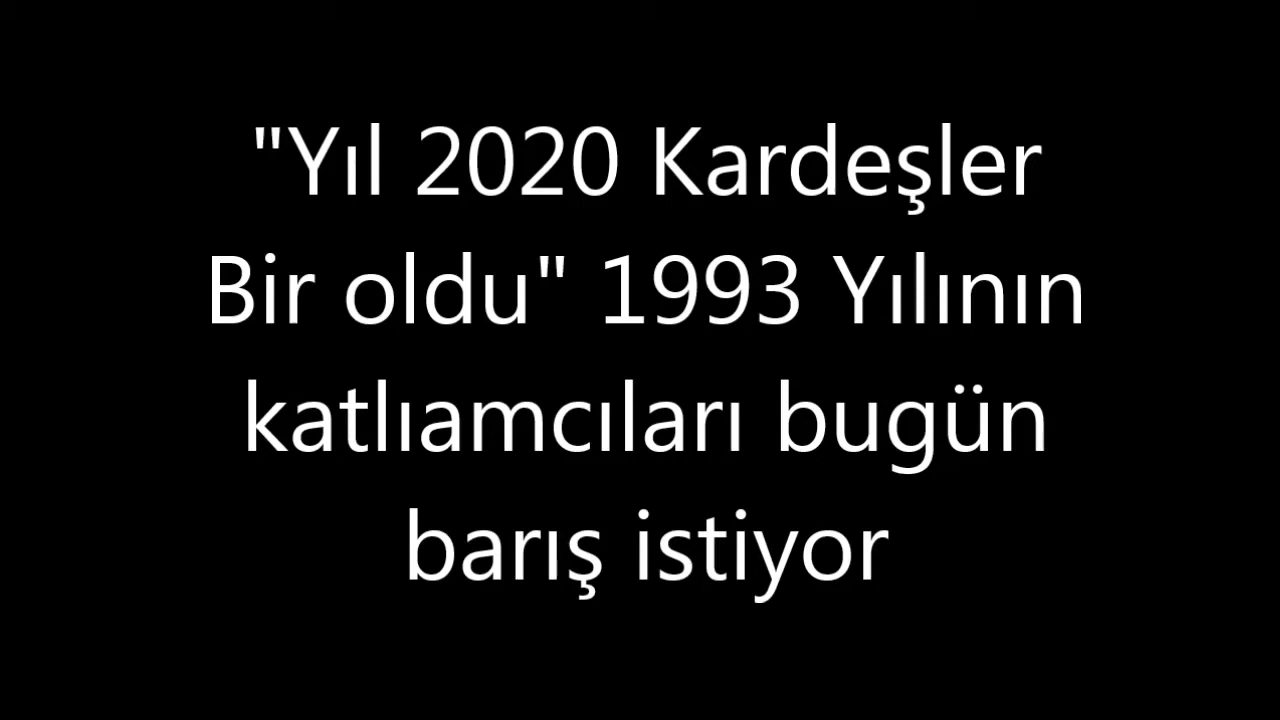 "Yıl 2020 Kardeşler
Bir oldu" 1993 Yılının
katlıamcıları bugün
barış istiyor